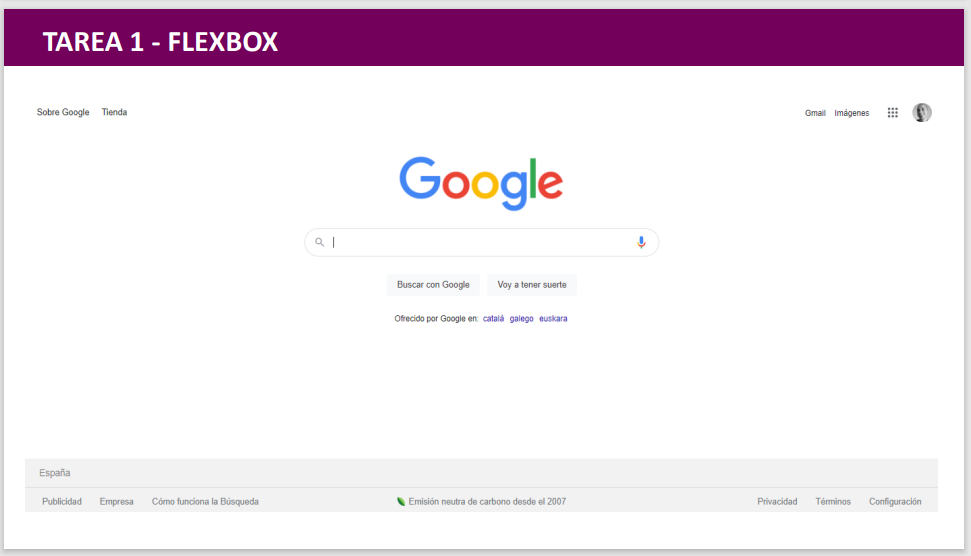 TAREA 1 - FLEXBOX
Sobre Google Tienda
Gmail Imágenes
Google
Buscar con Google Voy a tener suerte
Ofrecido por Google en: catalá galego euskara
España
Publicidad Empresa Cómo funciona la Búsqueda Emisión neutra de carbono desde el 2007 Privacidad Términos Configuración